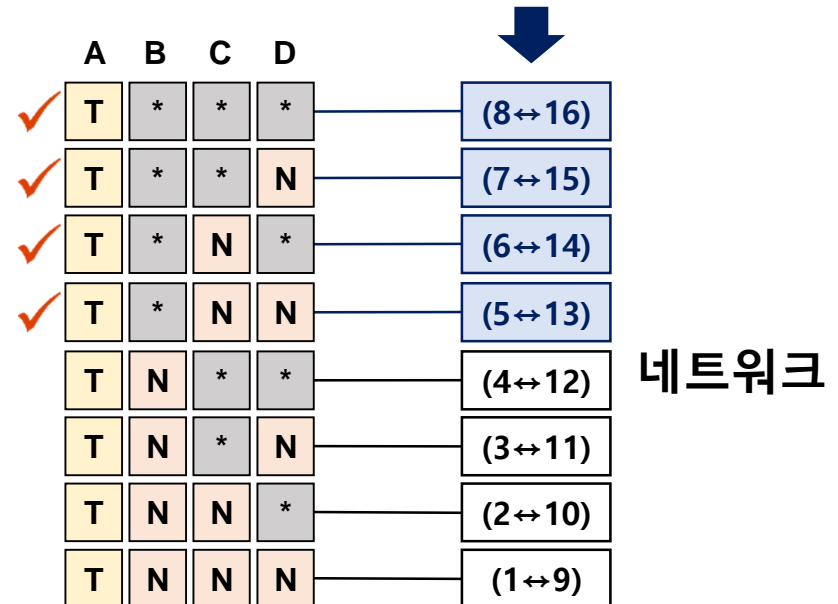 A B C D
T * * * (8↔16)
T * * N (7↔15)
T * N * (6↔14)
T * N N (5↔13)
T N * * (4↔12)
네트워크
T N * N (3↔11)
T N N * (2↔10)
T N N N (1↔9)